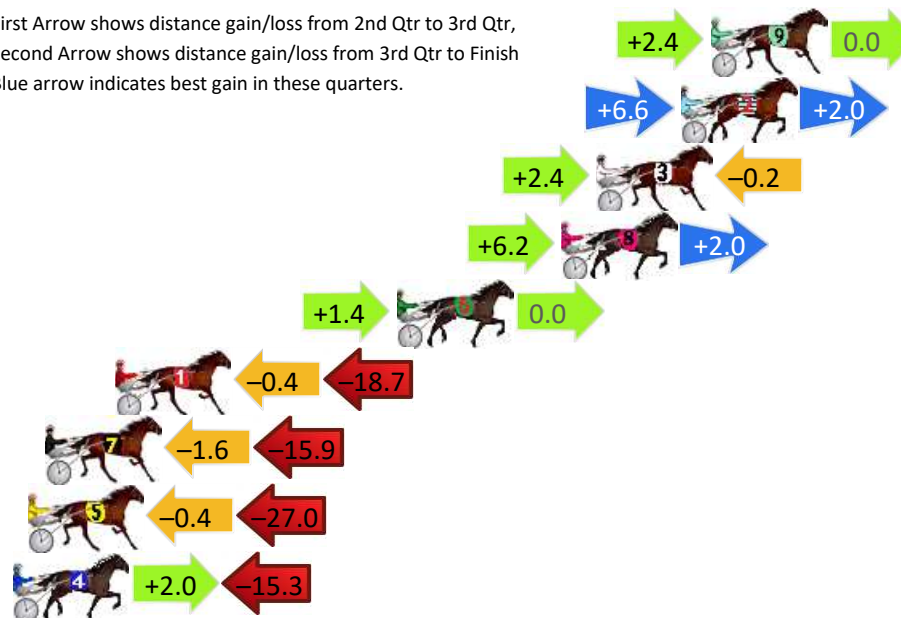 irst Arrow shows distance gain/loss from 2nd Qtr to 3rd Qtr,
econd Arrow shows distance gain/loss from 3rd Qtr to Finish
Blue arrow indicates best gain in these quarters.
+2.4 9 0.0
+6.6 2 +2.0
+2.4 3 –0.2
+6.2 8 +2.0
+1.4 0.0
1 –0.4 –18.7
7 –1.6 –15.9
5 –0.4 –27.0
4 +2.0 –15.3